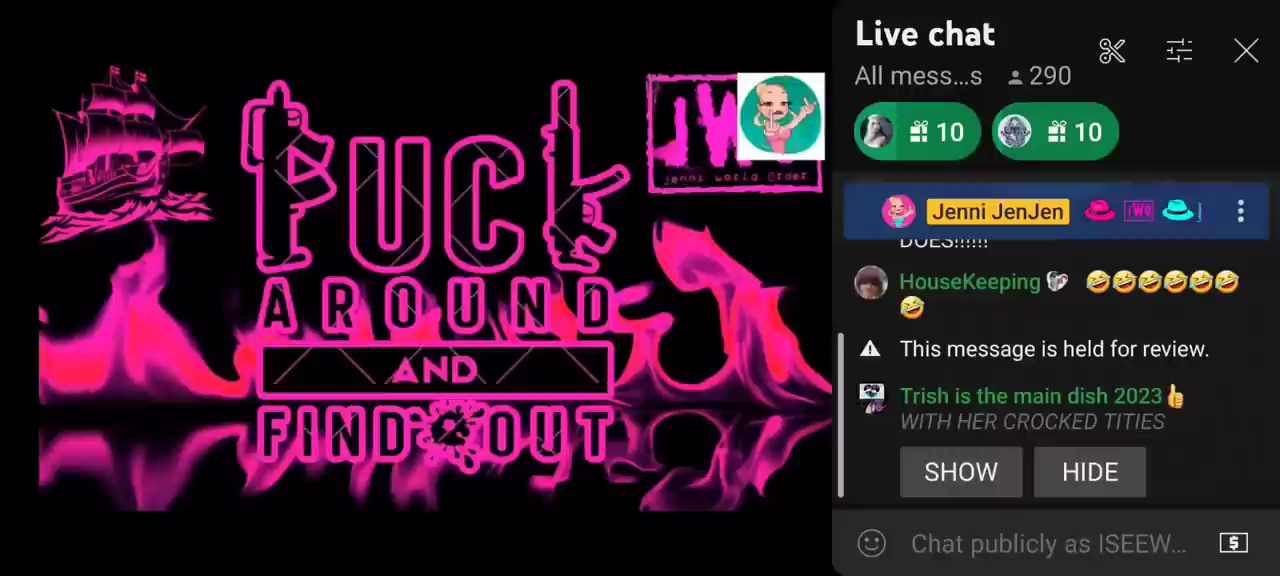 FUCK
AROUND
AND
FIND OUT
jenni world Order
Live chat
All mess...s 290
10 10
Jenni JenJen
DOES!!!!!!
HouseKeeping 🤣🤣🤣🤣🤣🤣
🤣
This message is held for review.
Trish is the main dish 2023👍
WITH HER CROCKED TITIES
SHOW HIDE
Chat publicly as ISEEW...
$